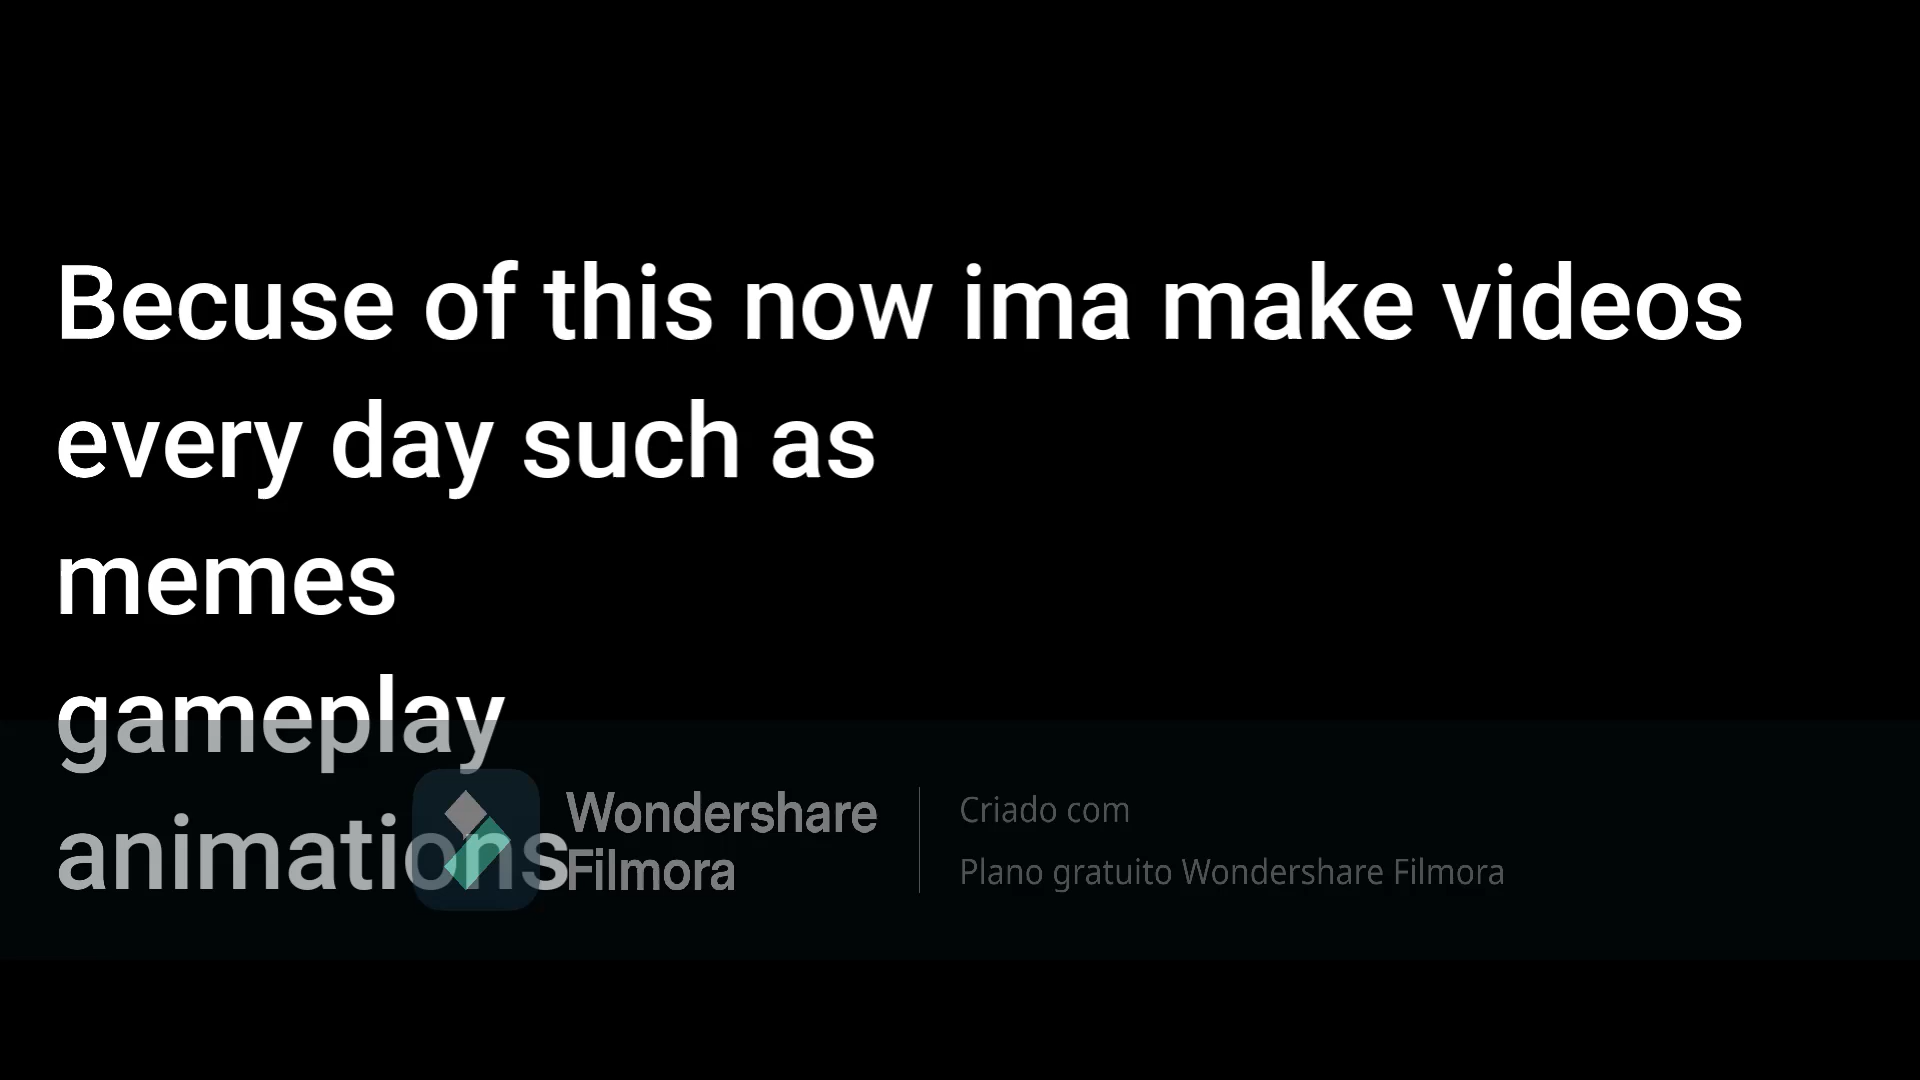 Becuse of this now ima make videos
every day such as
memes
gameplay
animations
Wondershare
Filmora
Criado com
Plano gratuito Wondershare Filmora